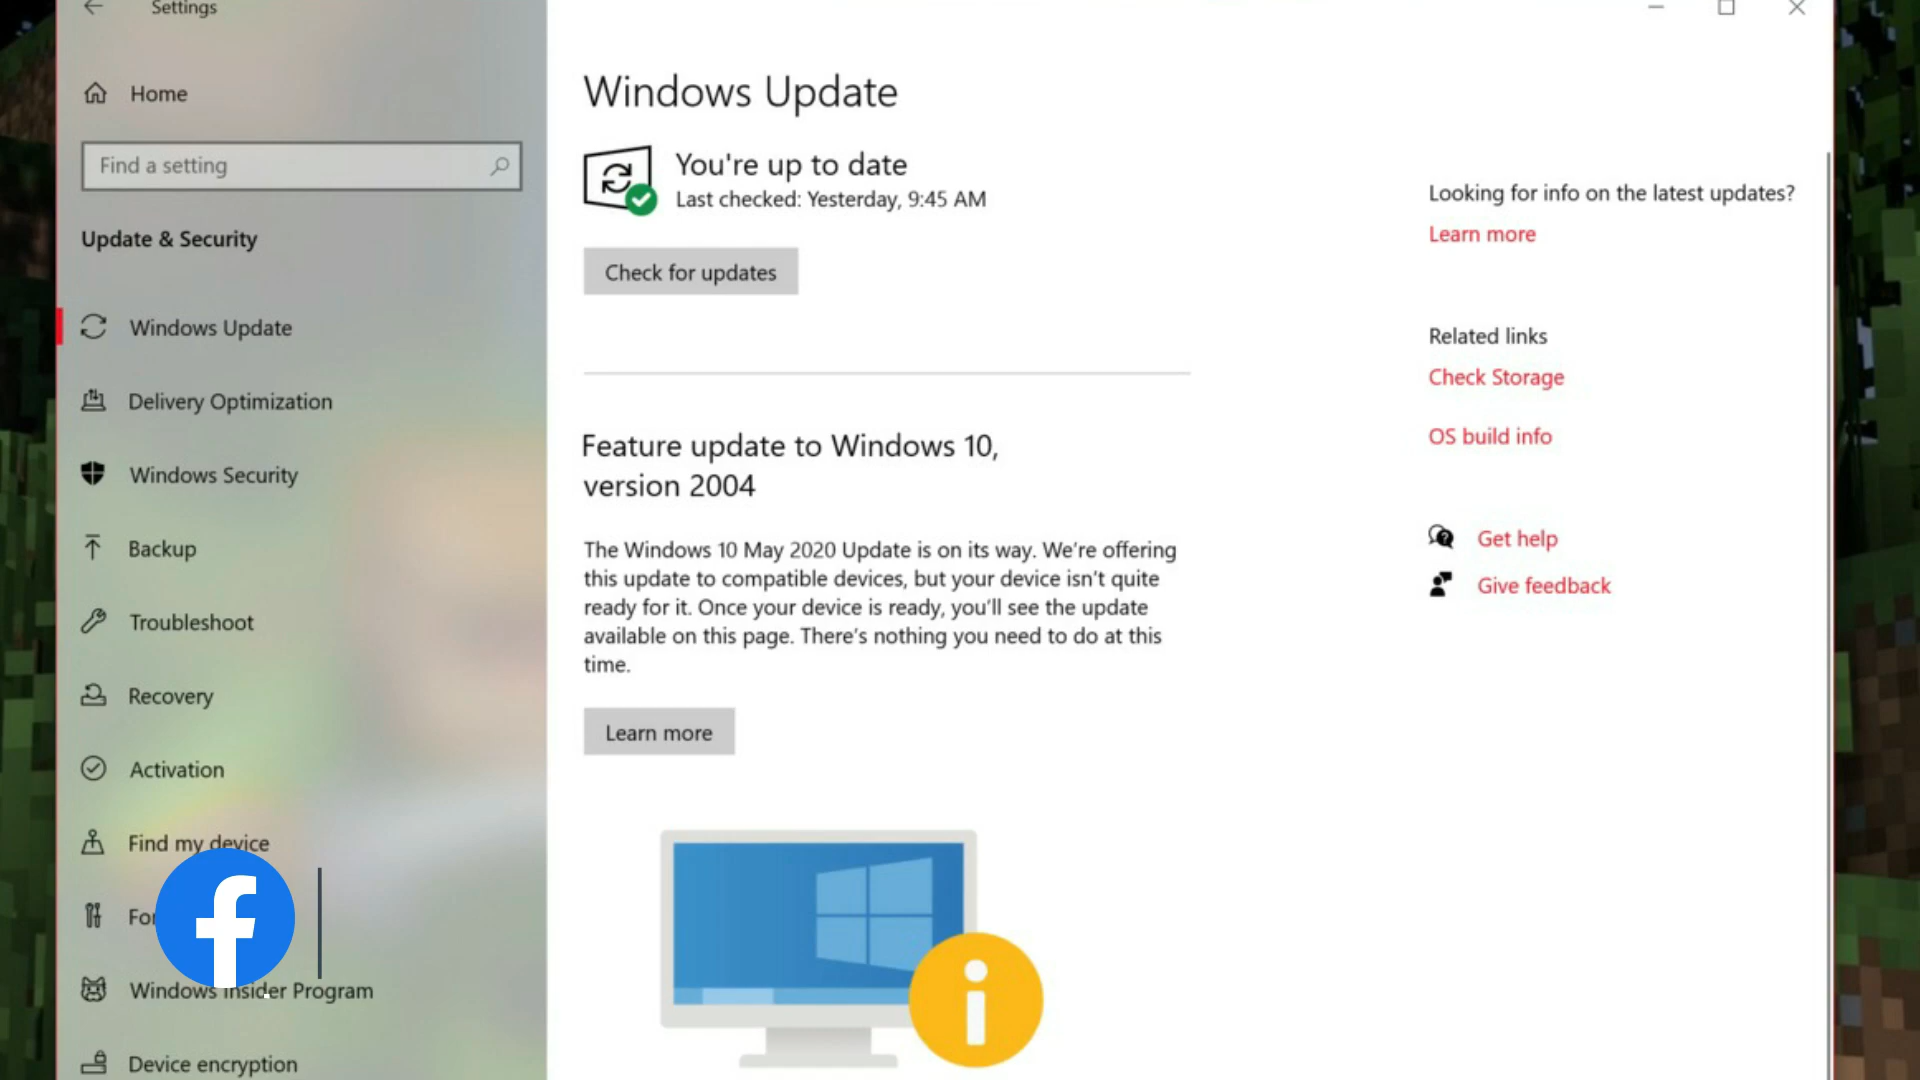 Settings
Home
Find a setting
Update & Security
Windows Update
Delivery Optimization
Windows Security
Backup
Troubleshoot
Recovery
Activation
Find my device
For
Windows Insider Program
Device encryption
Windows Update
You're up to date
Last checked: Yesterday, 9:45 AM
Check for updates
Feature update to Windows 10,
version 2004
The Windows 10 May 2020 Update is on its way. We're offering
this update to compatible devices, but your device isn't quite
ready for it. Once your device is ready, you'll see the update
available on this page. There's nothing you need to do at this
time.
Learn more
Looking for info on the latest updates?
Learn more
Related links
Check Storage
OS build info
Get help
Give feedback